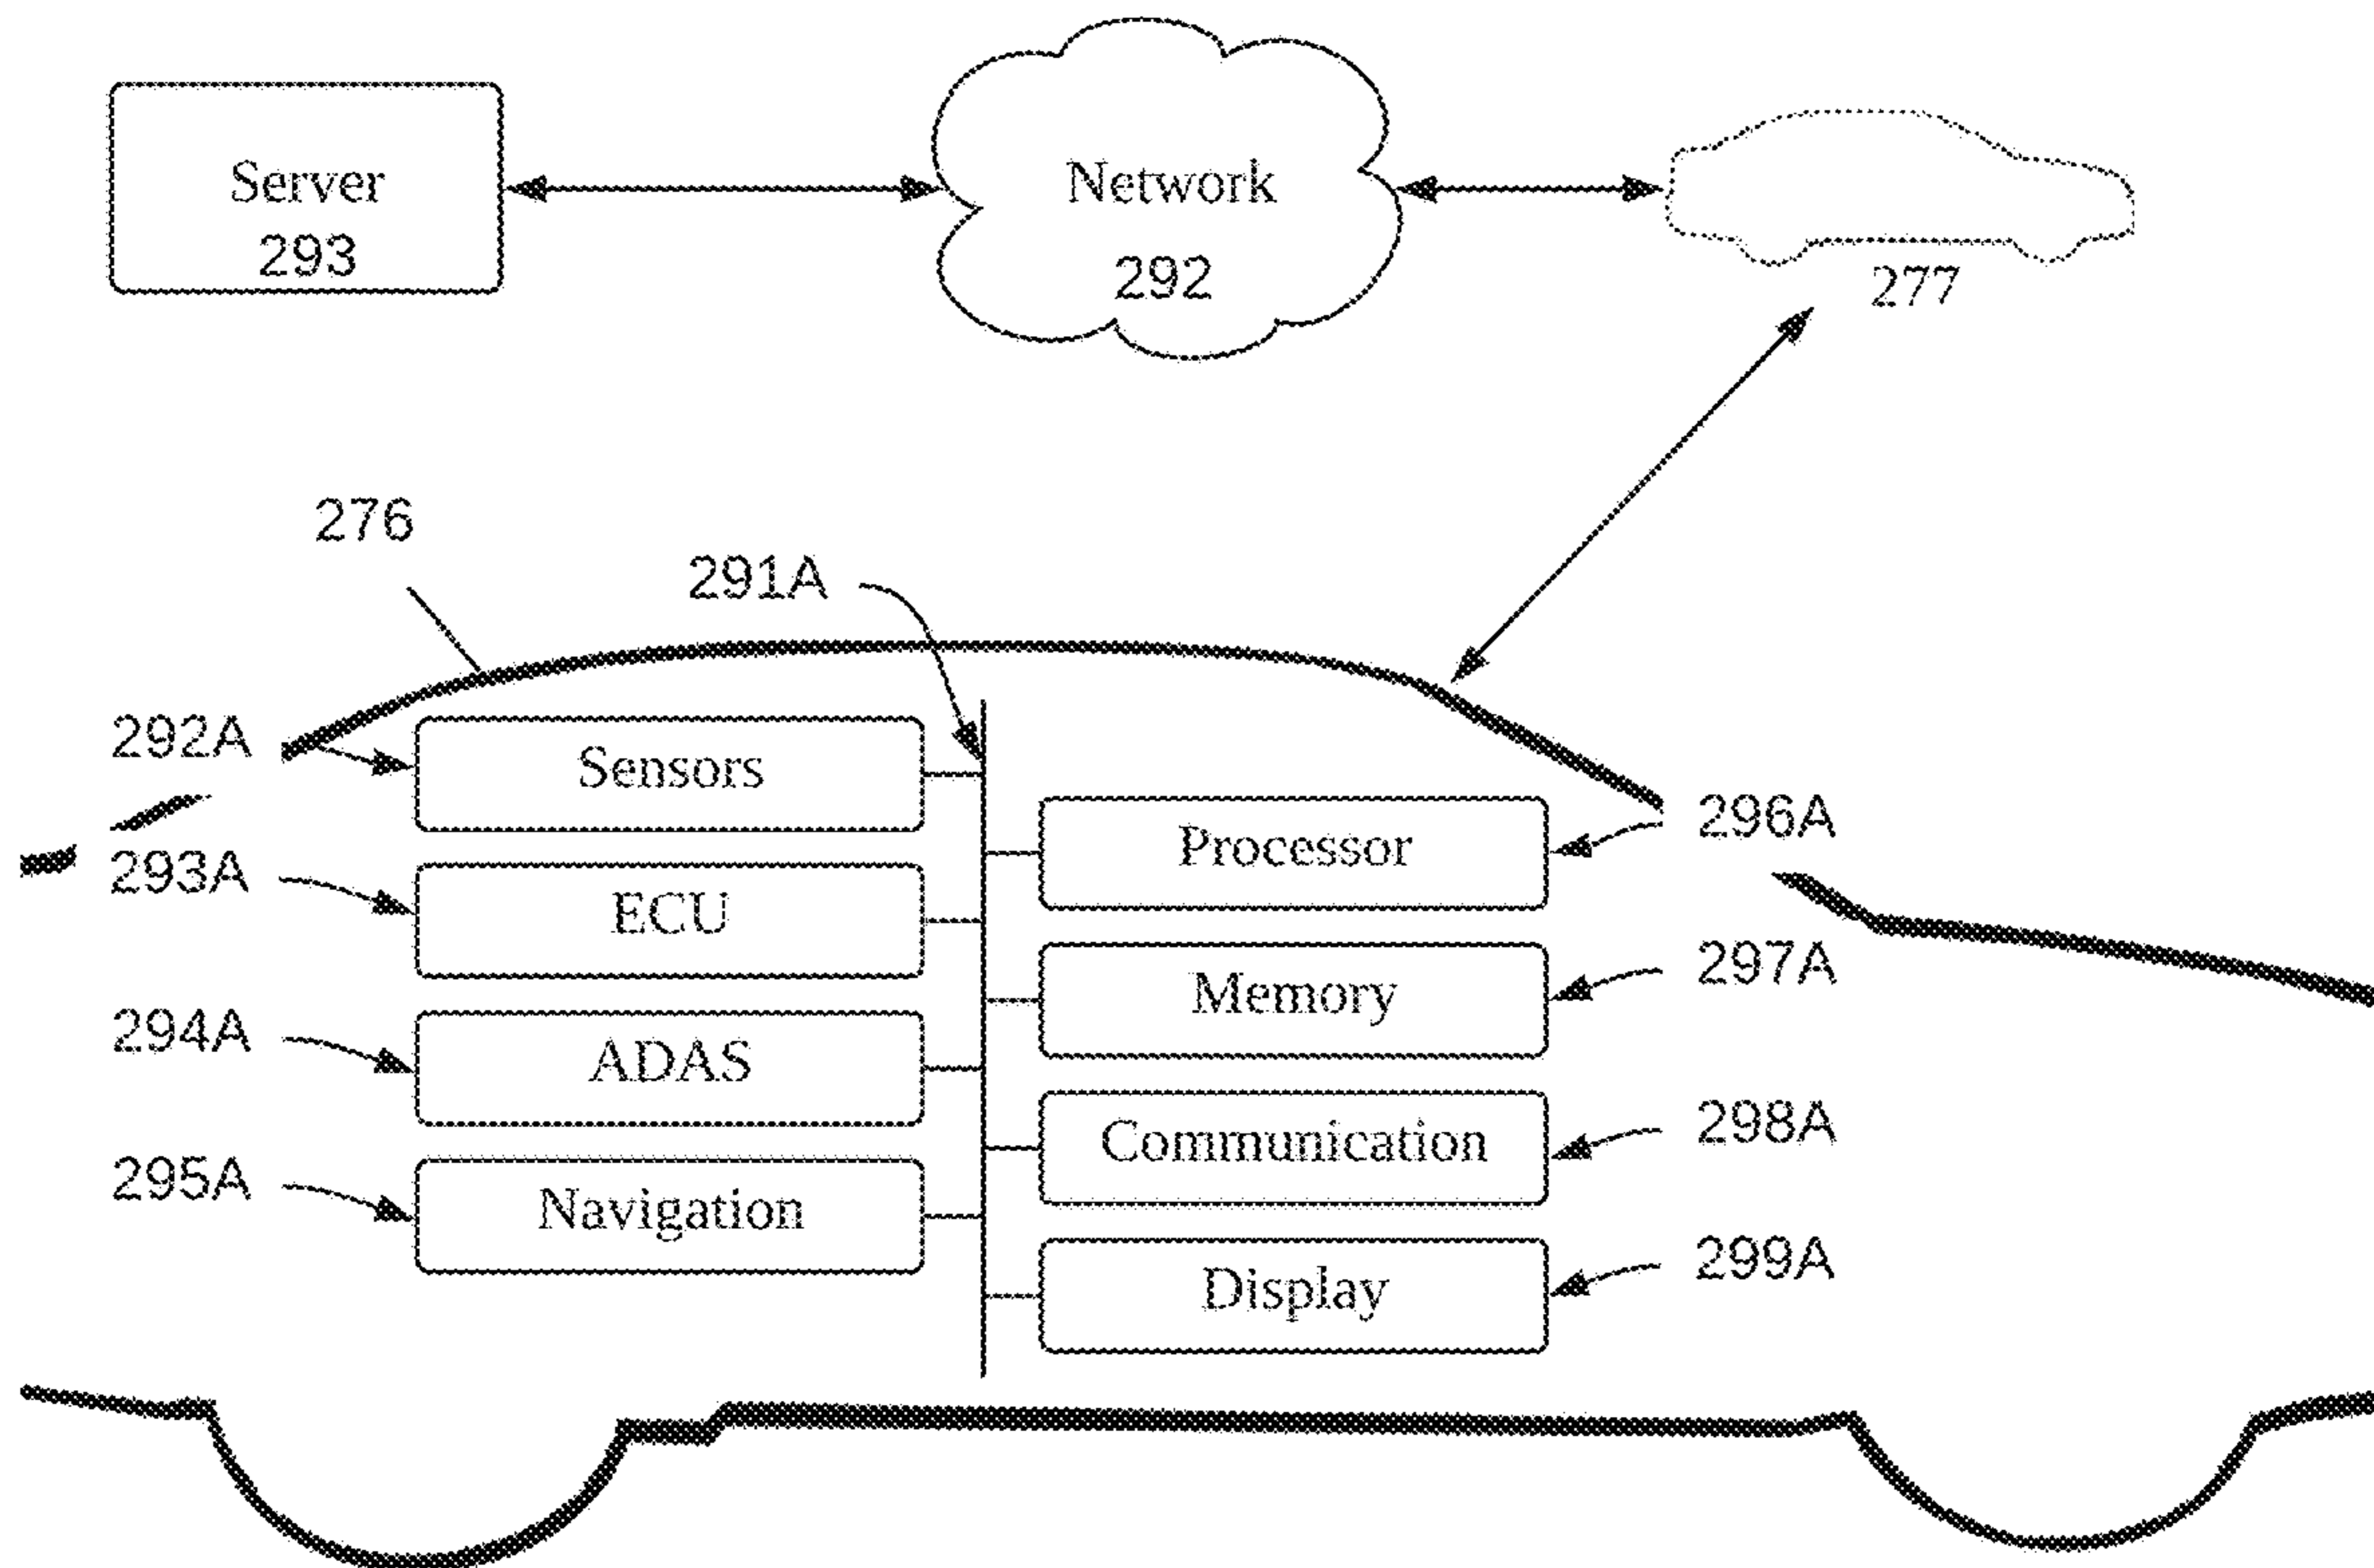 Server
293
Network
292
277
276
291A
292A
Sensors
Processor
296A
293A
ECU
Memory
297A
294A
ADAS
Communication
298A
295A
Navigation
Display
299A